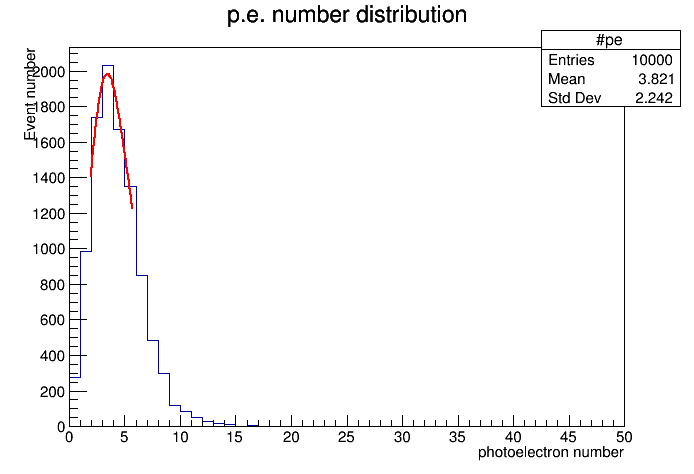 p.e. number distribution
#pe
Entries 10000
Mean 3.821
Std Dev 2.242
Event number
2000
1800
1600
1400
1200
1000
800
600
400
200
0
0 5 10 15 20 25 30 35 40 45 50
photoelectron number